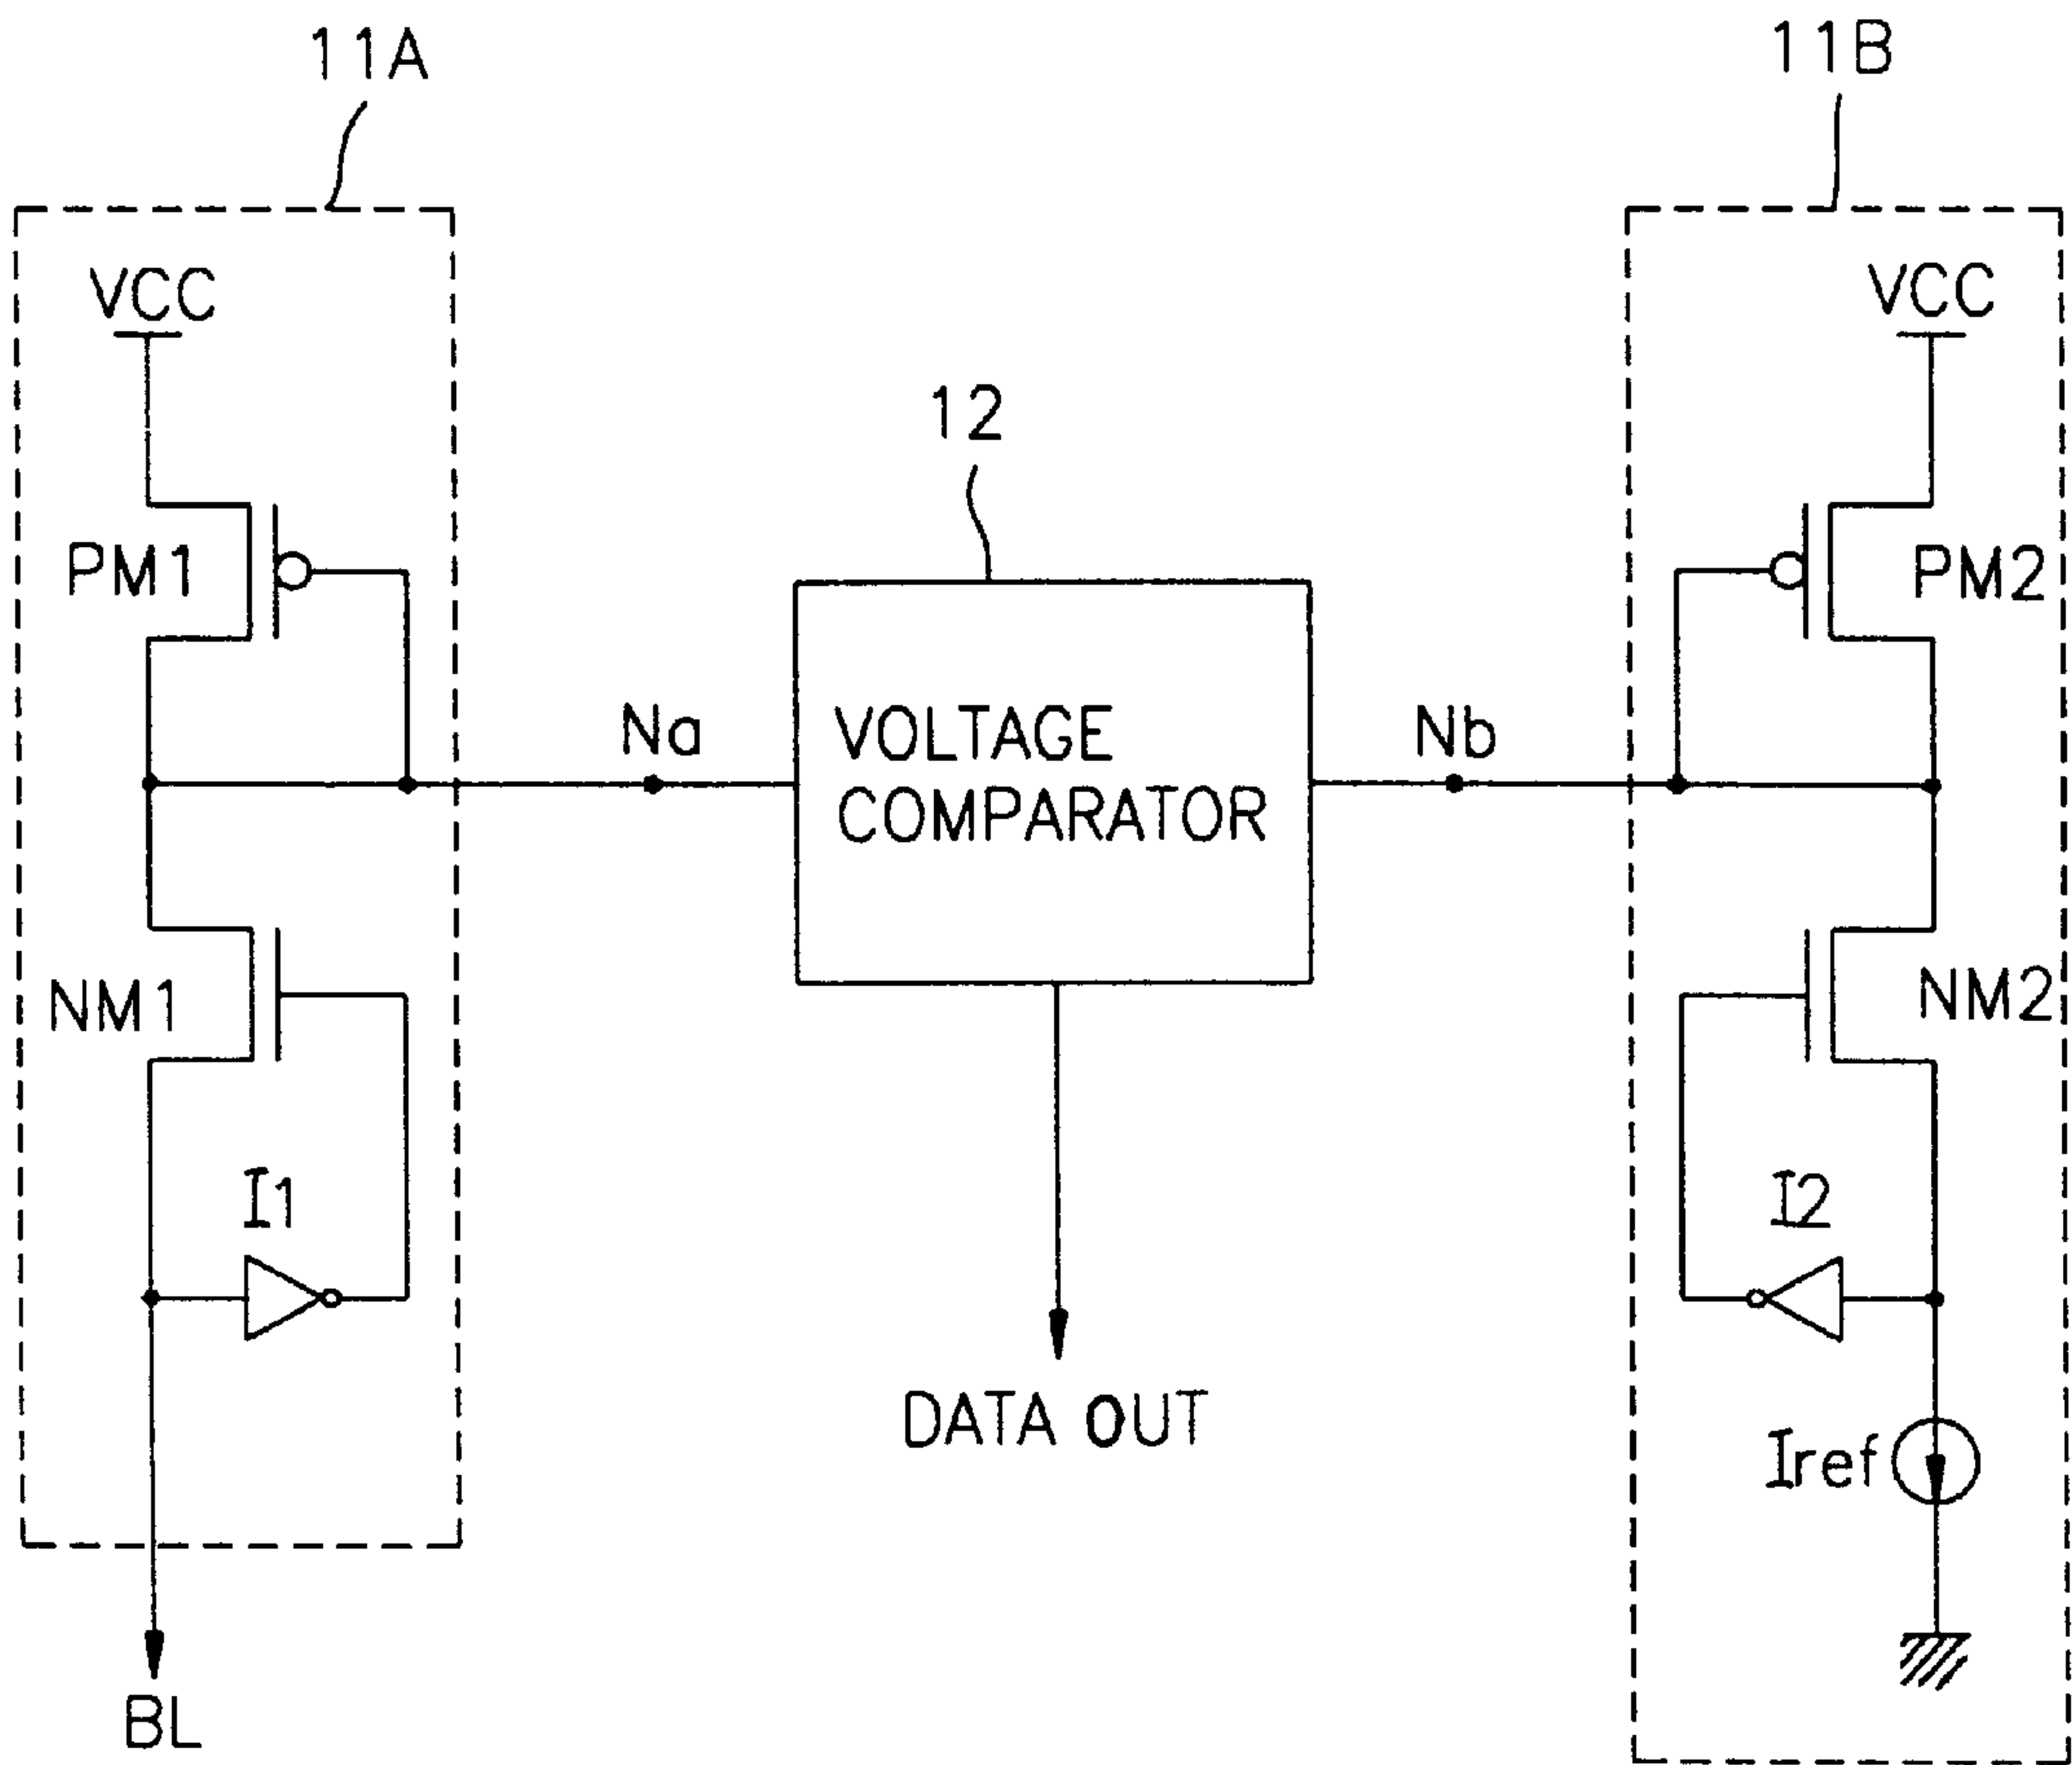 11A
11B
VCC
VCC
12
PM1
PM2
Na
VOLTAGE
COMPARATOR
Nb
NM1
NM2
I1
I2
DATA OUT
Iref
BL